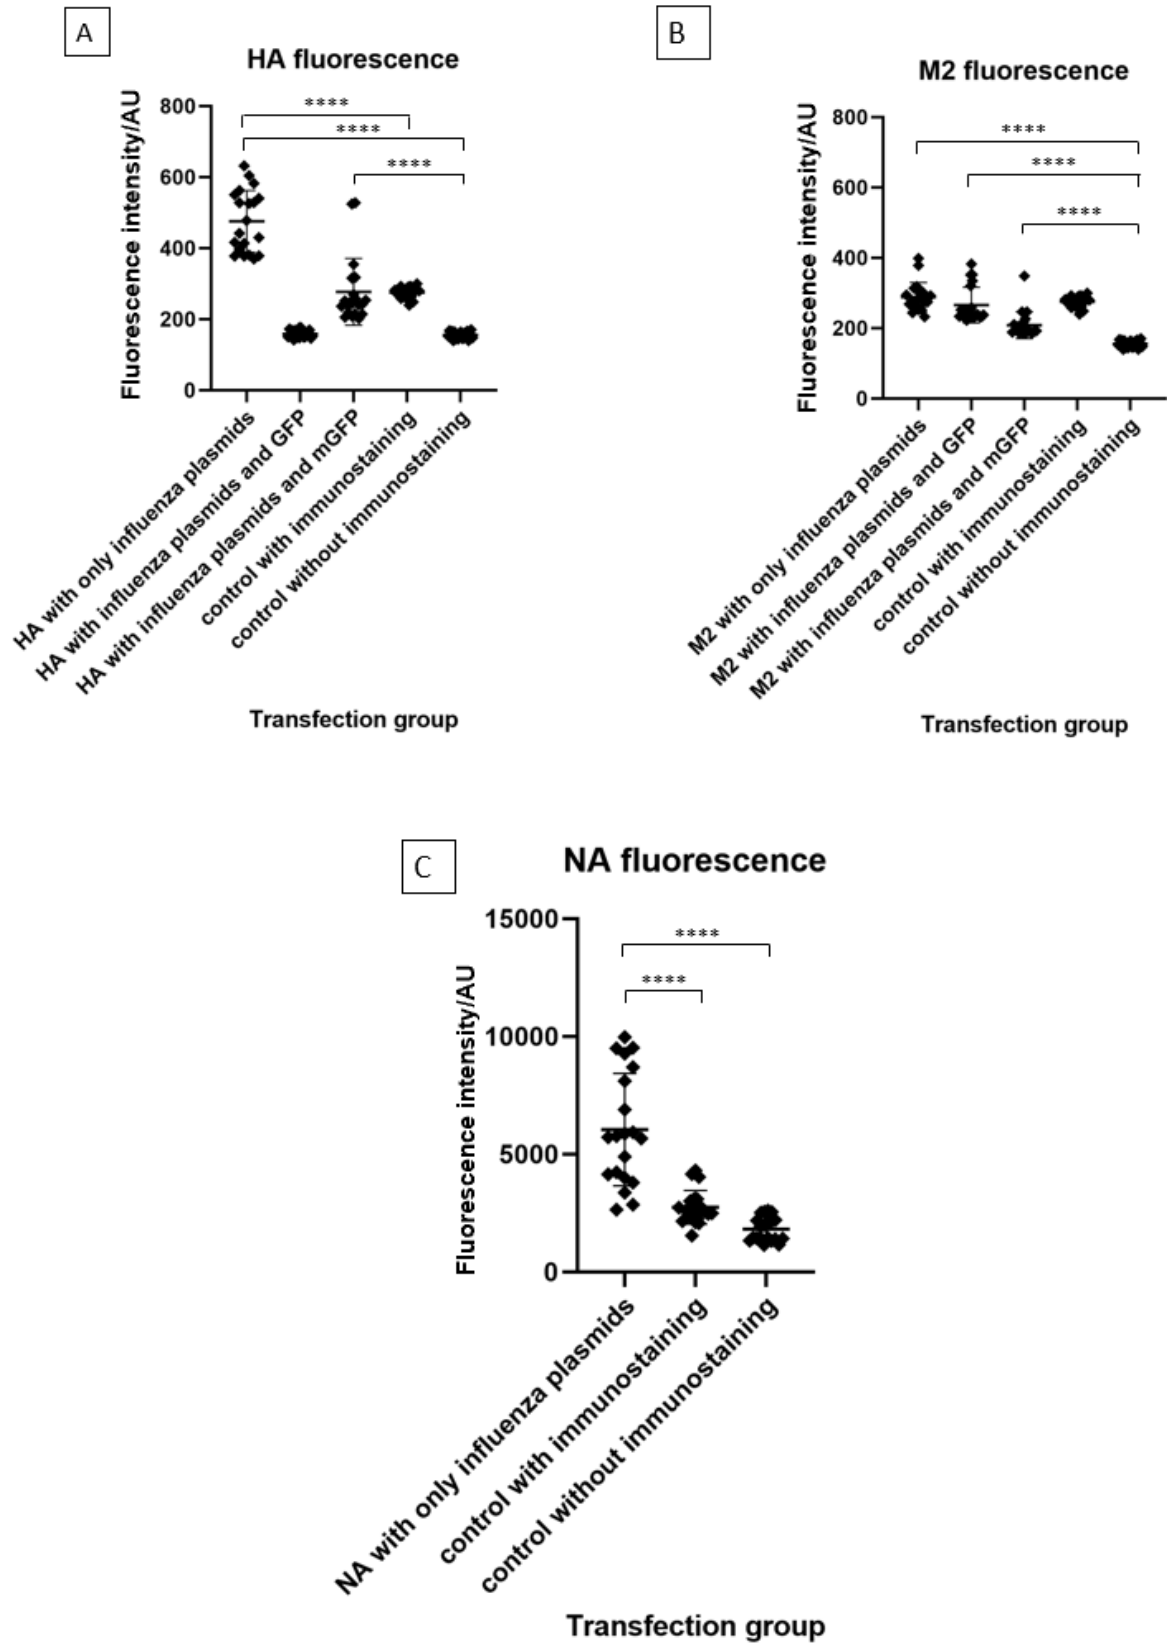 A
HA fluorescence
Fluorescence intensity/AU
800
600
400
200
0
****
****
****
HA with only influenza plasmids
HA with influenza plasmids and GFP
HA with influenza plasmids and mGFP
control with immunostaining
control without immunostaining
Transfection group
B
M2 fluorescence
Fluorescence intensity/AU
800
600
400
200
0
****
****
****
M2 with only influenza plasmids
M2 with influenza plasmids and GFP
M2 with influenza plasmids and mGFP
control with immunostaining
control without immunostaining
Transfection group
C
NA fluorescence
Fluorescence intensity/AU
15000
10000
5000
0
****
****
NA with only influenza plasmids
control with immunostaining
control without immunostaining
Transfection group